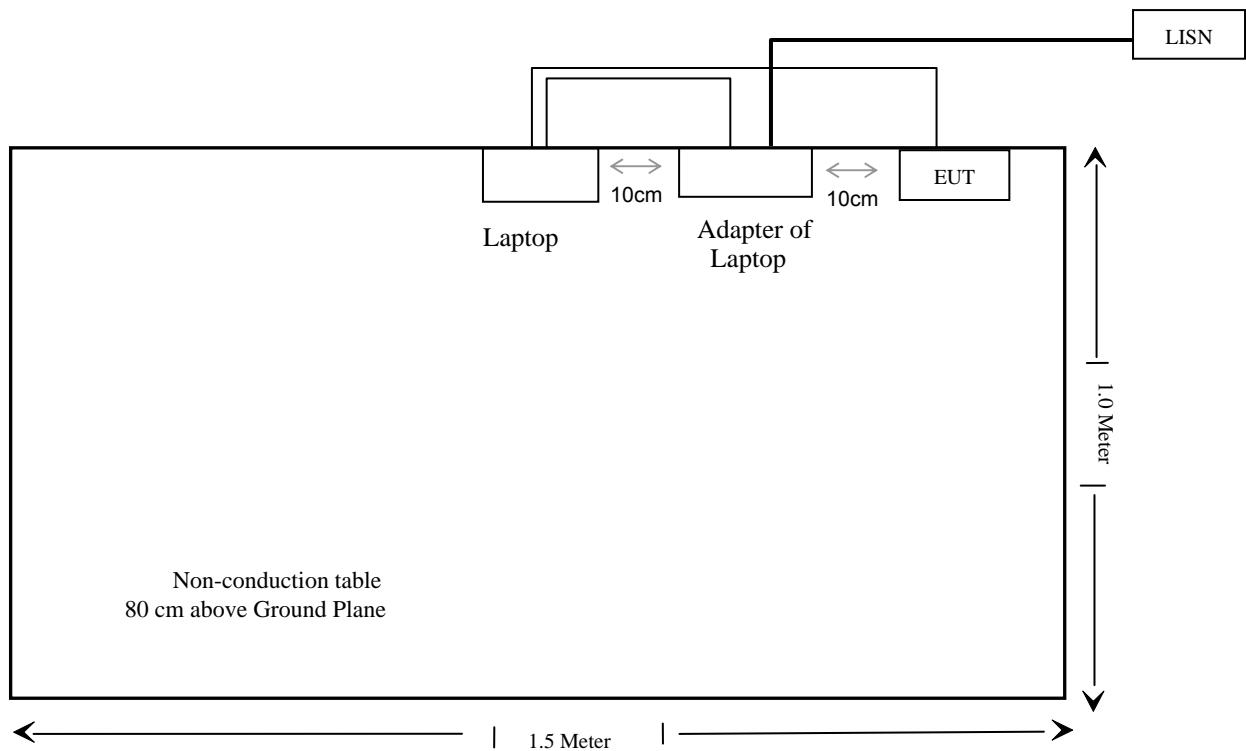 LISN
EUT
10cm
10cm
Laptop
Adapter of
Laptop
1.0 Meter
Non-conduction table
80 cm above Ground Plane
1.5 Meter